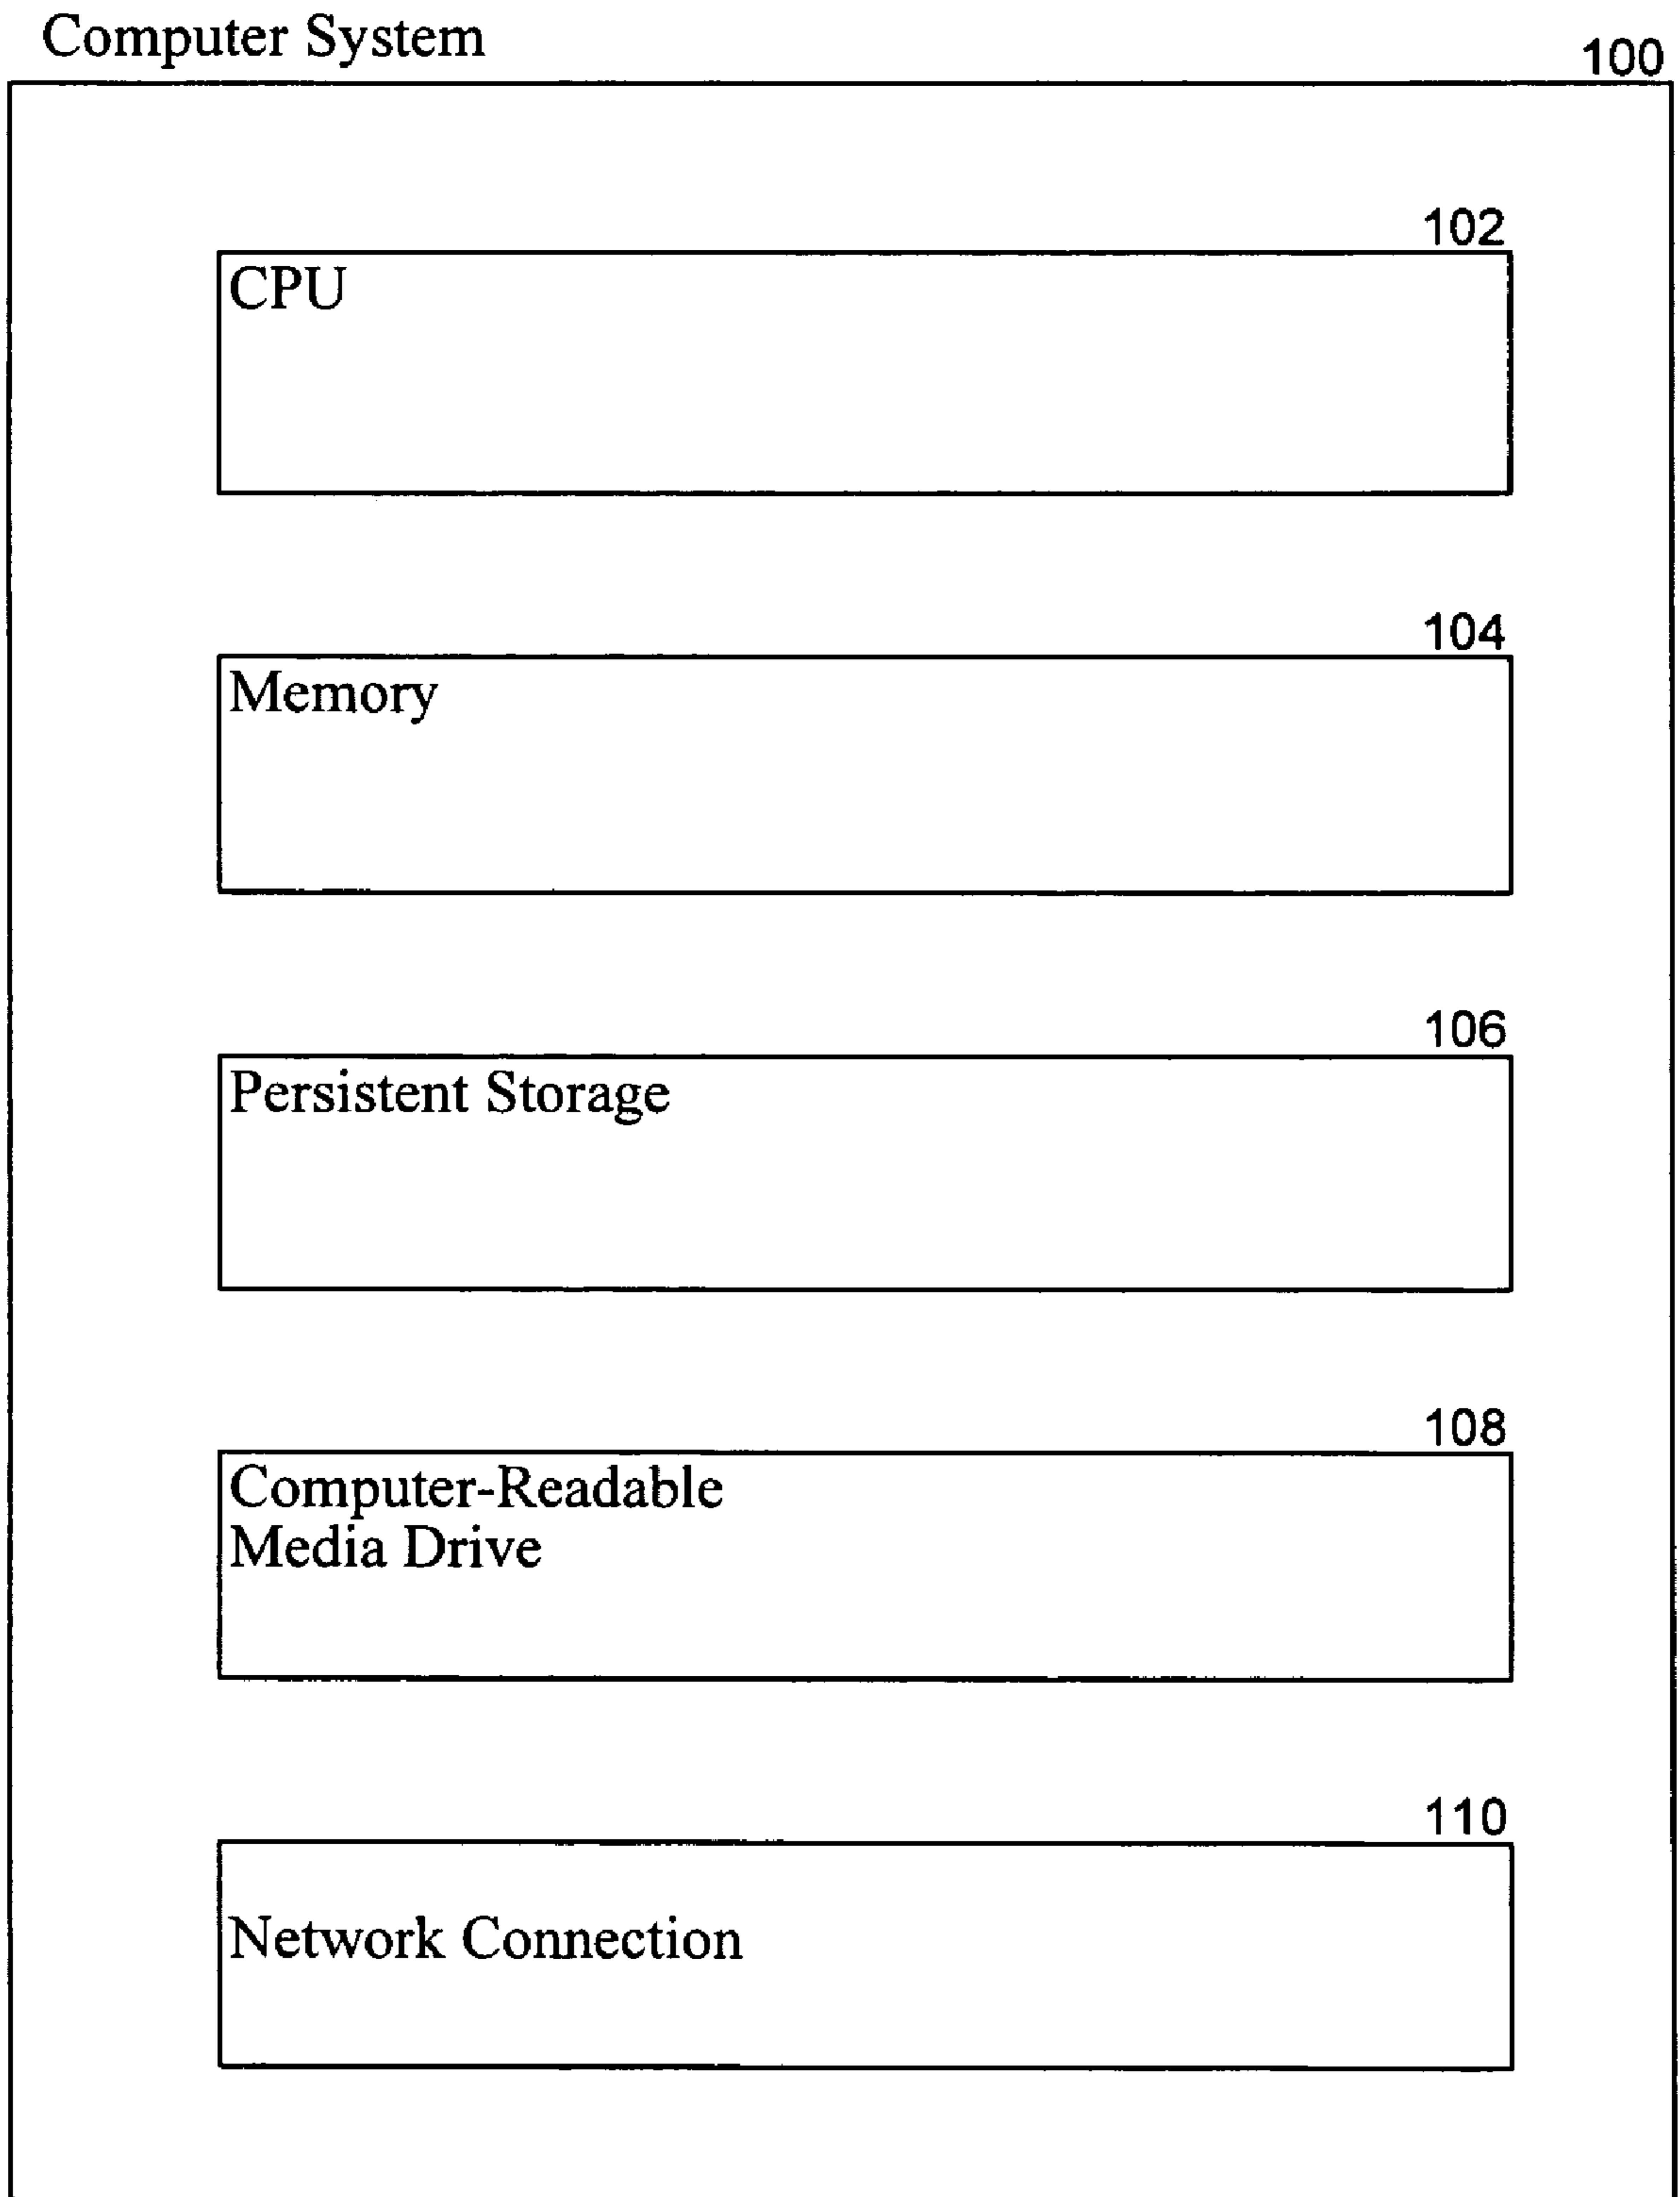 Computer System
100
102
CPU
104
Memory
106
Persistent Storage
108
Computer-Readable
Media Drive
110
Network Connection